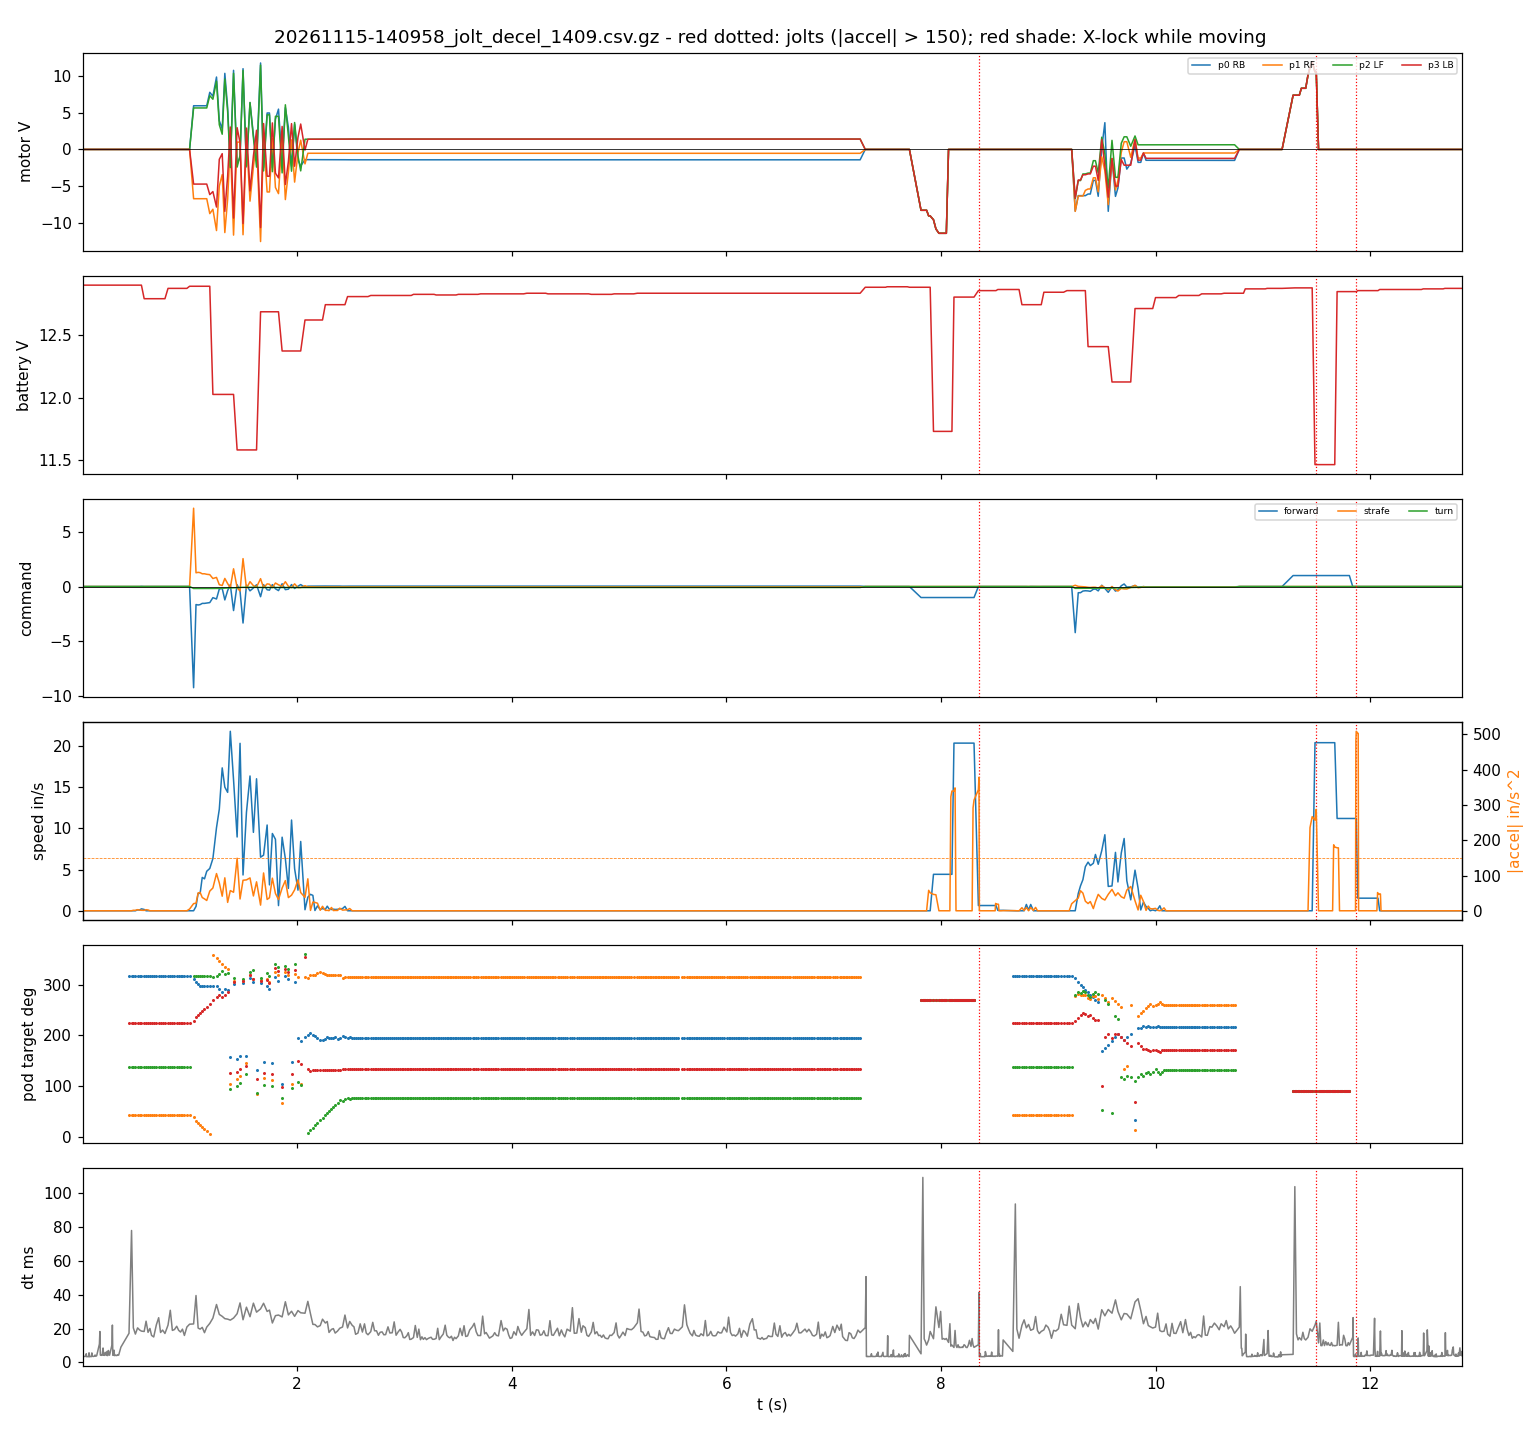 20261115-140958_jolt_decel_1409.csv.gz - red dotted: jolts (|accel| > 150); red shade: X-lock while moving
p0 RB p1 RF p2 LF p3 LB
motor V
10
5
0
−5
−10
battery V
12.5
12.0
11.5
forward strafe turn
command
5
0
−5
−10
speed in/s
20
15
10
5
0
500
400
300
200
100
0
|accel| in/s^2
pod target deg
300
200
100
0
dt ms
100
80
60
40
20
0
2 4 6 8 10 12
t (s)